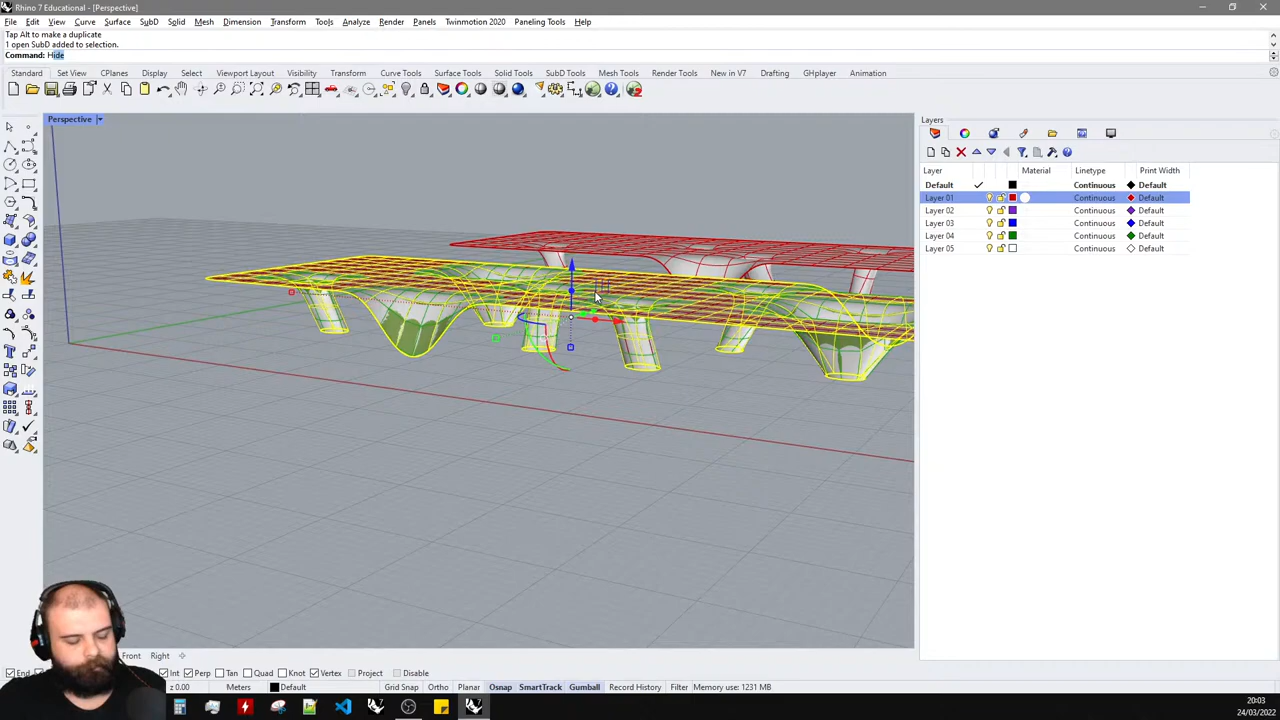 Rhino 7 Educational - [Perspective]
File Edit View Curve Surface SubD Solid Mesh Dimension Transform Tools Analyze Render Panels Twinmotion 2020 Paneling Tools Help
Tap Alt to make a duplicate
1 open SubD added to selection.
Command: Hide
Standard Set View CPlanes Display Select Viewport Layout Visibility Transform Curve Tools Surface Tools Solid Tools SubD Tools Mesh Tools Render Tools New in V7 Drafting GHplayer Animation
Perspective
Layers
Layer Material Linetype Print Width
Default Continuous Default
Layer 01 Continuous Default
Layer 02 Continuous Default
Layer 03 Continuous Default
Layer 04 Continuous Default
Layer 05 Continuous Default
Front Right
End Int Perp Tan Quad Knot Vertex Project Disable
z 0.00 Meters Default Grid Snap Ortho Planar Osnap SmartTrack Gumball Record History Filter Memory use: 1231 MB
20:03
24/03/2022